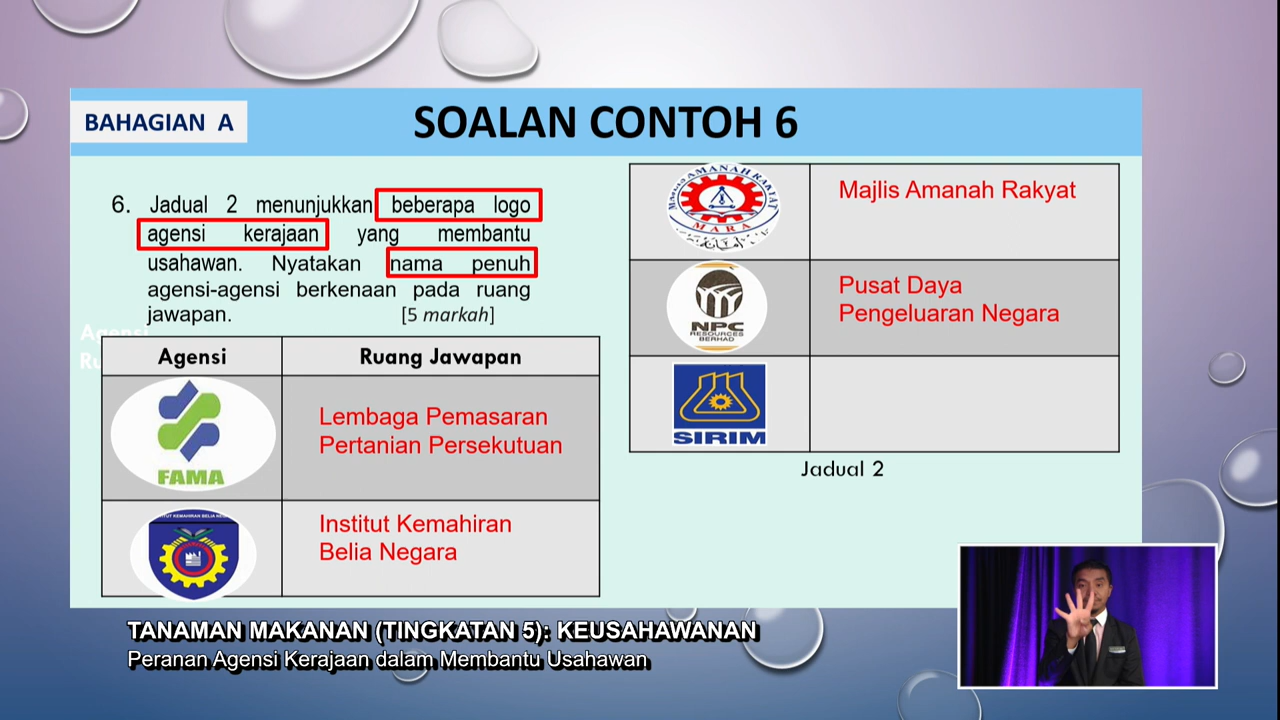 BAHAGIAN A
SOALAN CONTOH 6
6. Jadual 2 menunjukkan beberapa logo
agensi kerajaan yang membantu
usahawan. Nyatakan nama penuh
agensi-agensi berkenaan pada ruang
jawapan. [5 markah]
Agensi
Agensi Ruang Jawapan
FAMA
Lembaga Pemasaran
Pertanian Persekutuan
Institut Kemahiran
Belia Negara
AMANAH RAKYAT
MARA
Majlis Amanah Rakyat
NPC
RESOURCES
BERHAD
Pusat Daya
Pengeluaran Negara
SIRIM
Jadual 2
TANAMAN MAKANAN (TINGKATAN 5): KEUSAHAWANAN
Peranan Agensi Kerajaan dalam Membantu Usahawan